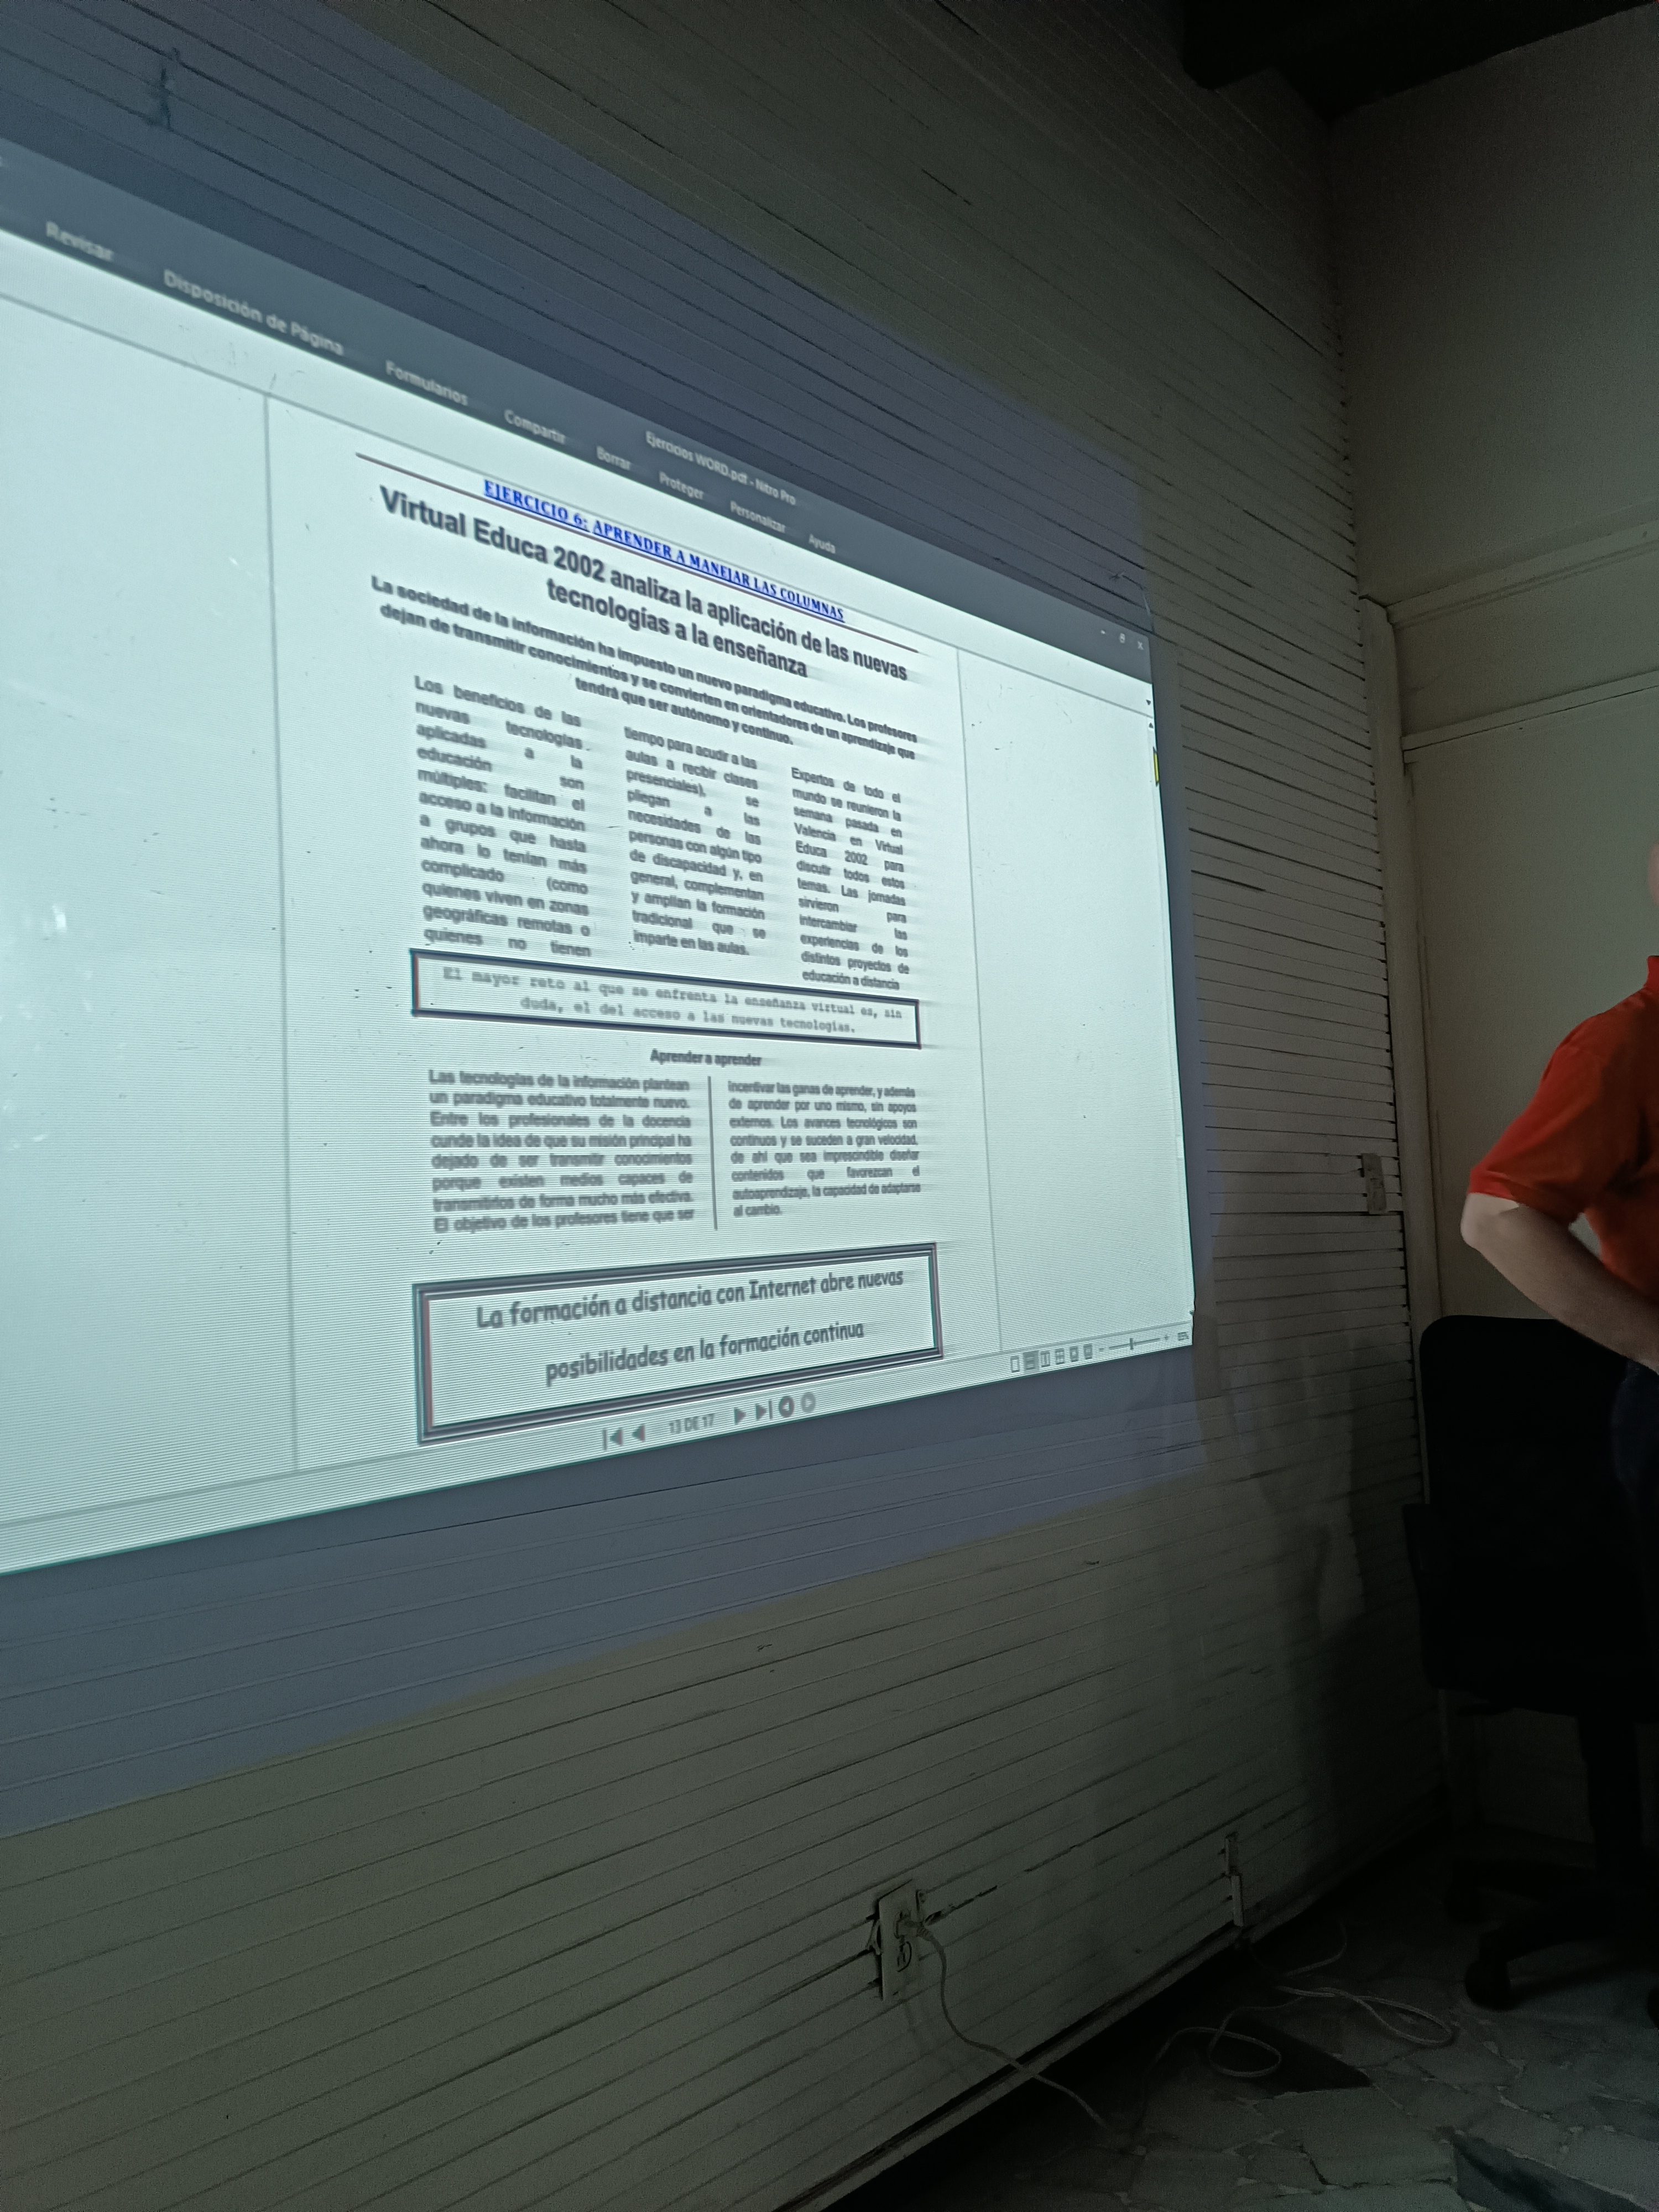 Ejercicios WORD.pdf - Nitro Pro
Revisar
Disposición de Página
Formularios
Compartir
Borrar
Proteger
Personalizar
Ayuda
EJERCICIO 6: APRENDER A MANEJAR LAS COLUMNAS
Virtual Educa 2002 analiza la aplicación de las nuevas
tecnologías a la enseñanza
La sociedad de la información ha impuesto un nuevo paradigma educativo. Los profesores
dejan de transmitir conocimientos y se convierten en orientadores de un aprendizaje que
tendrá que ser autónomo y continuo.
Los beneficios de las
nuevas tecnologías
aplicadas a la
educación son
múltiples: facilitan el
acceso a la información
a grupos que hasta
ahora lo tenían más
complicado (como
quienes viven en zonas
geográficas remotas o
quienes no tienen
tiempo para acudir a las
aulas a recibir clases
presenciales), se
pliegan a las
necesidades de las
personas con algún tipo
de discapacidad y, en
general, complementan
y amplían la formación
tradicional que se
imparte en las aulas.
Expertos de todo el
mundo se reunieron la
semana pasada en
Valencia en Virtual
Educa 2002 para
discutir todos estos
temas. Las jornadas
sirvieron para
intercambiar las
experiencias de los
distintos proyectos de
educación a distancia
El mayor reto al que se enfrenta la enseñanza virtual es, sin
duda, el del acceso a las nuevas tecnologías.
Aprender a aprender
Las tecnologías de la información plantean
un paradigma educativo totalmente nuevo.
Entre los profesionales de la docencia
cunde la idea de que su misión principal ha
dejado de ser transmitir conocimientos
porque existen medios capaces de
transmitirlos de forma mucho más efectiva.
El objetivo de los profesores tiene que ser
incentivar las ganas de aprender, y además
de aprender por uno mismo, sin apoyos
externos. Los avances tecnológicos son
continuos y se suceden a gran velocidad,
de ahí que sea imprescindible diseñar
contenidos que favorezcan el
autoaprendizaje, la capacidad de adaptarse
al cambio.
La formación a distancia con Internet abre nuevas
posibilidades en la formación continua
13 DE 17